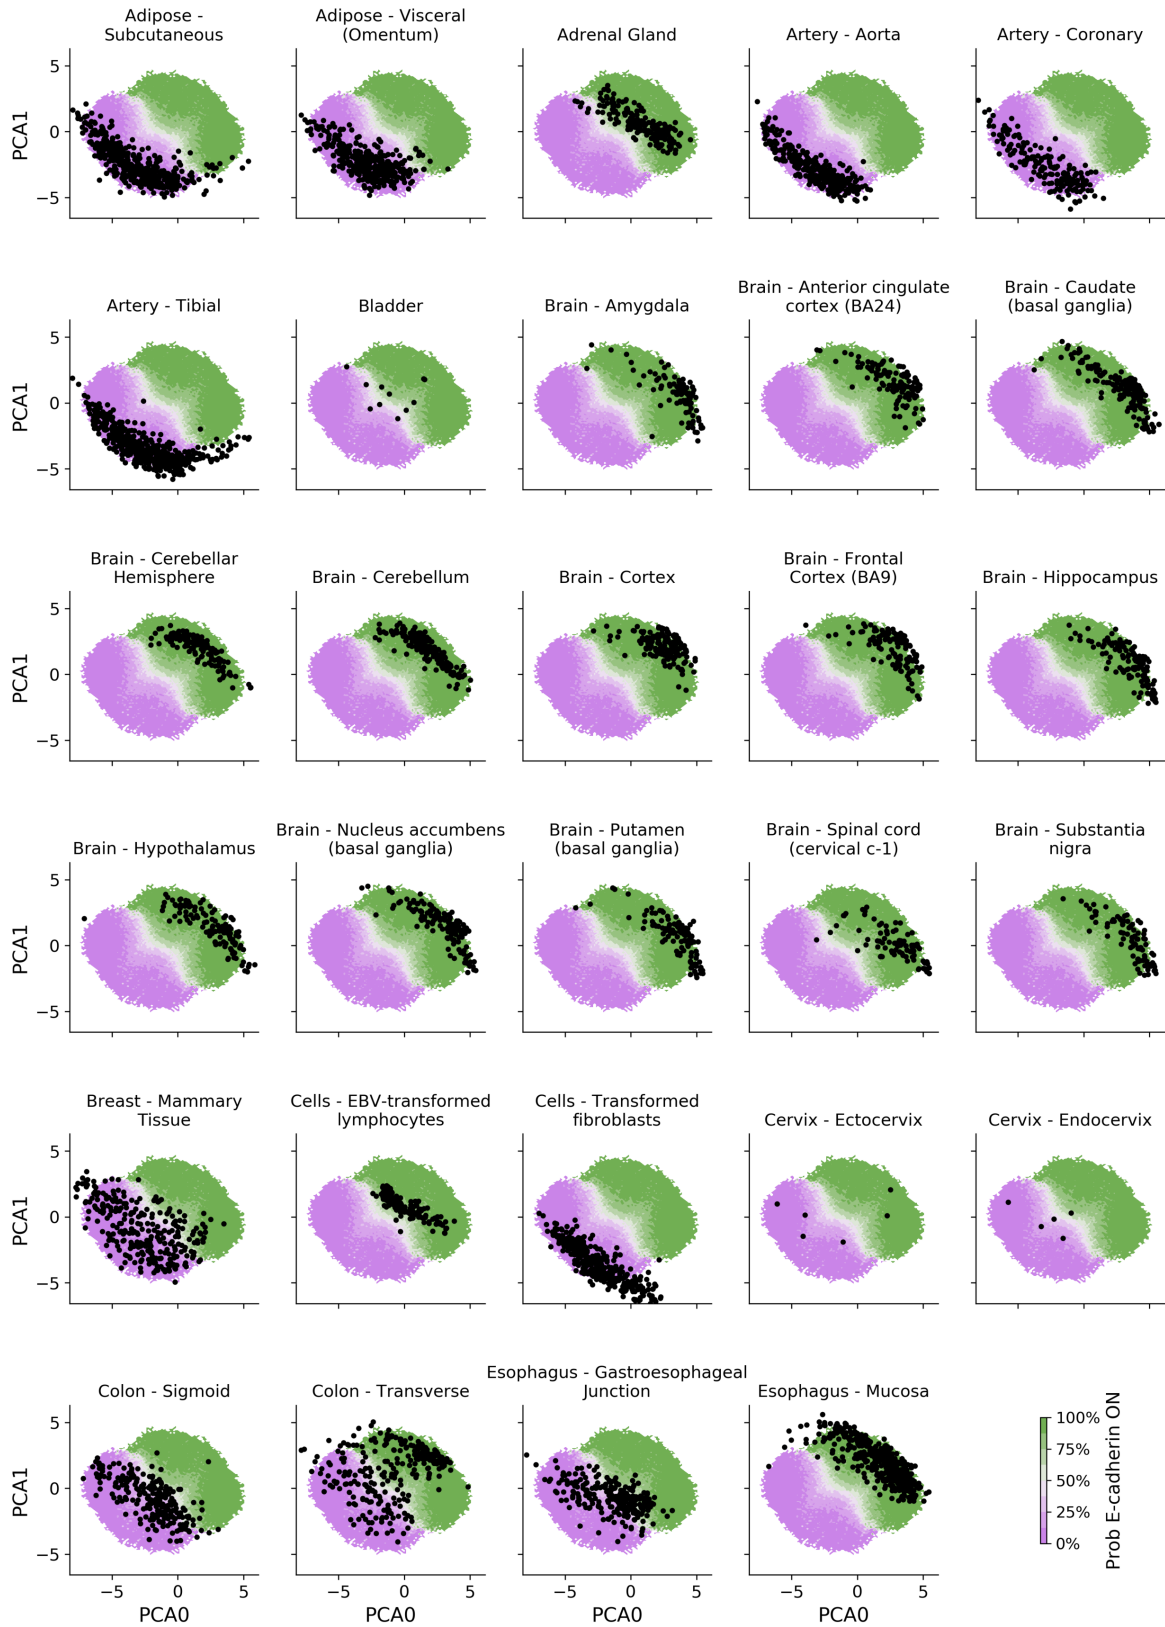 Adipose -
Subcutaneous
Adipose - Visceral
(Omentum)
Adrenal Gland
Artery - Aorta
Artery - Coronary
5
0
−5
PCA1
Artery - Tibial
Bladder
Brain - Amygdala
Brain - Anterior cingulate
cortex (BA24)
Brain - Caudate
(basal ganglia)
5
0
−5
PCA1
Brain - Cerebellar
Hemisphere
Brain - Cerebellum
Brain - Cortex
Brain - Frontal
Cortex (BA9)
Brain - Hippocampus
5
0
−5
PCA1
Brain - Hypothalamus
Brain - Nucleus accumbens
(basal ganglia)
Brain - Putamen
(basal ganglia)
Brain - Spinal cord
(cervical c-1)
Brain - Substantia
nigra
5
0
−5
PCA1
Breast - Mammary
Tissue
Cells - EBV-transformed
lymphocytes
Cells - Transformed
fibroblasts
Cervix - Ectocervix
Cervix - Endocervix
5
0
−5
PCA1
Colon - Sigmoid
Colon - Transverse
Esophagus - Gastroesophageal
Junction
Esophagus - Mucosa
5
0
−5
PCA1
−5 0 5
PCA0
−5 0 5
PCA0
−5 0 5
PCA0
−5 0 5
PCA0
100%
75%
50%
25%
0%
Prob E-cadherin ON